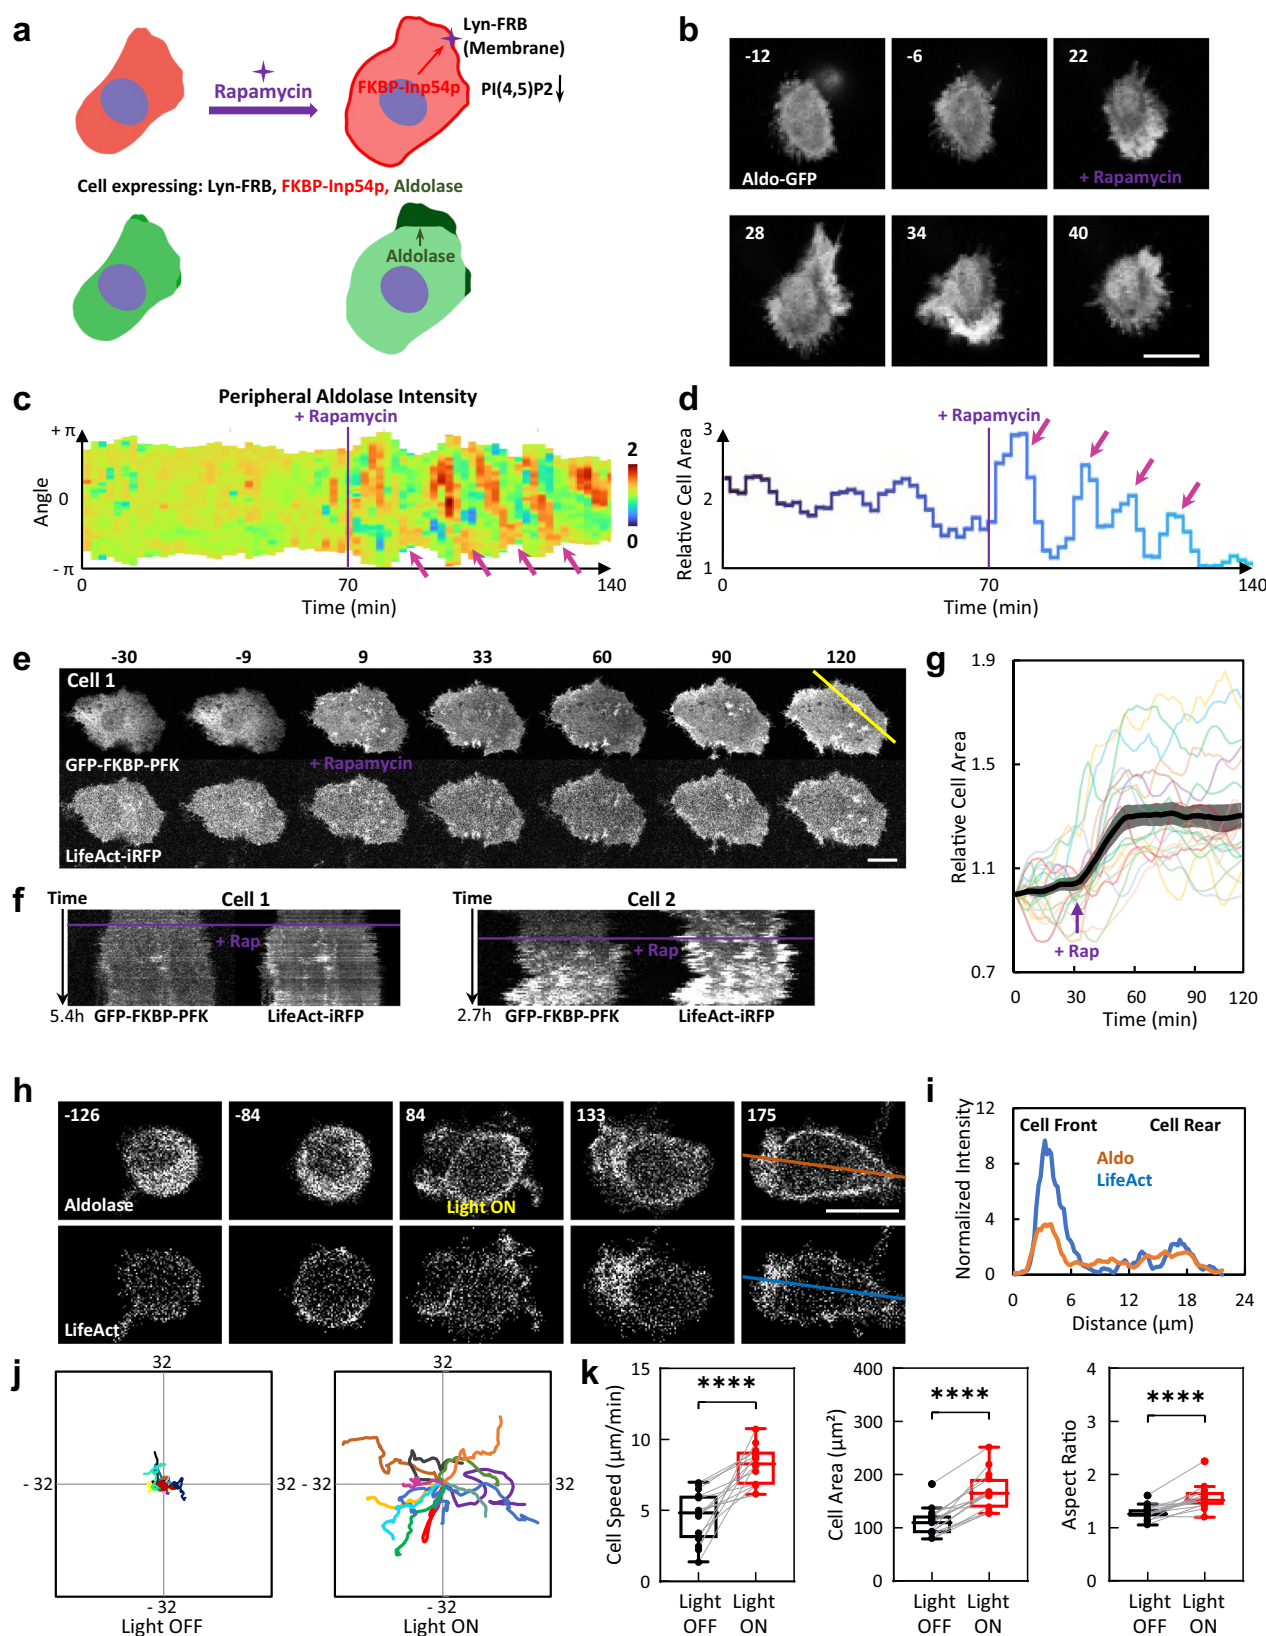 a
Rapamycin
Lyn-FRB
(Membrane)
FKBP-Inp54p
PI(4,5)P2
Cell expressing: Lyn-FRB, FKBP-Inp54p, Aldolase
Aldolase
b
-12
-6
22
Aldo-GFP
+ Rapamycin
28
34
40
c
Peripheral Aldolase Intensity
+ Rapamycin
+ π
0
- π
Angle
2
0
0
70
140
Time (min)
d
+ Rapamycin
Relative Cell Area
3
2
1
0
70
140
Time (min)
e
-30
-9
9
33
60
90
120
Cell 1
GFP-FKBP-PFK
+ Rapamycin
LifeAct-iRFP
f
Time
Cell 1
+ Rap
5.4h
GFP-FKBP-PFK
LifeAct-iRFP
Time
Cell 2
+ Rap
2.7h
GFP-FKBP-PFK
LifeAct-iRFP
g
Relative Cell Area
1.9
1.5
1.1
0.7
+ Rap
0
30
60
90
120
Time (min)
h
-126
-84
84
133
175
Aldolase
Light ON
LifeAct
i
Normalized Intensity
12
8
4
0
Cell Front
Cell Rear
Aldo
LifeAct
0
6
12
18
24
Distance (μm)
j
32
- 32
32
- 32
Light OFF
32
- 32
32
- 32
Light ON
k
Cell Speed (μm/min)
15
10
5
0
****
Light
OFF
Light
ON
Cell Area (μm²)
400
300
200
100
0
****
Light
OFF
Light
ON
Aspect Ratio
4
3
2
1
0
****
Light
OFF
Light
ON